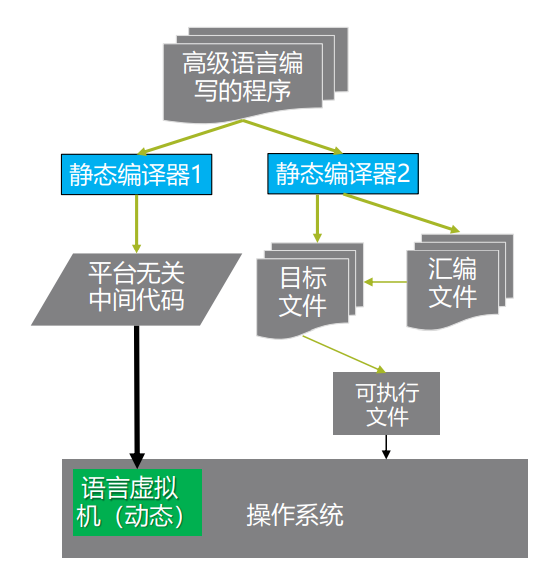 高级语言编
写的程序
静态编译器1
静态编译器2
平台无关
中间代码
目标
文件
汇编
文件
可执行
文件
语言虚拟
机（动态）
操作系统